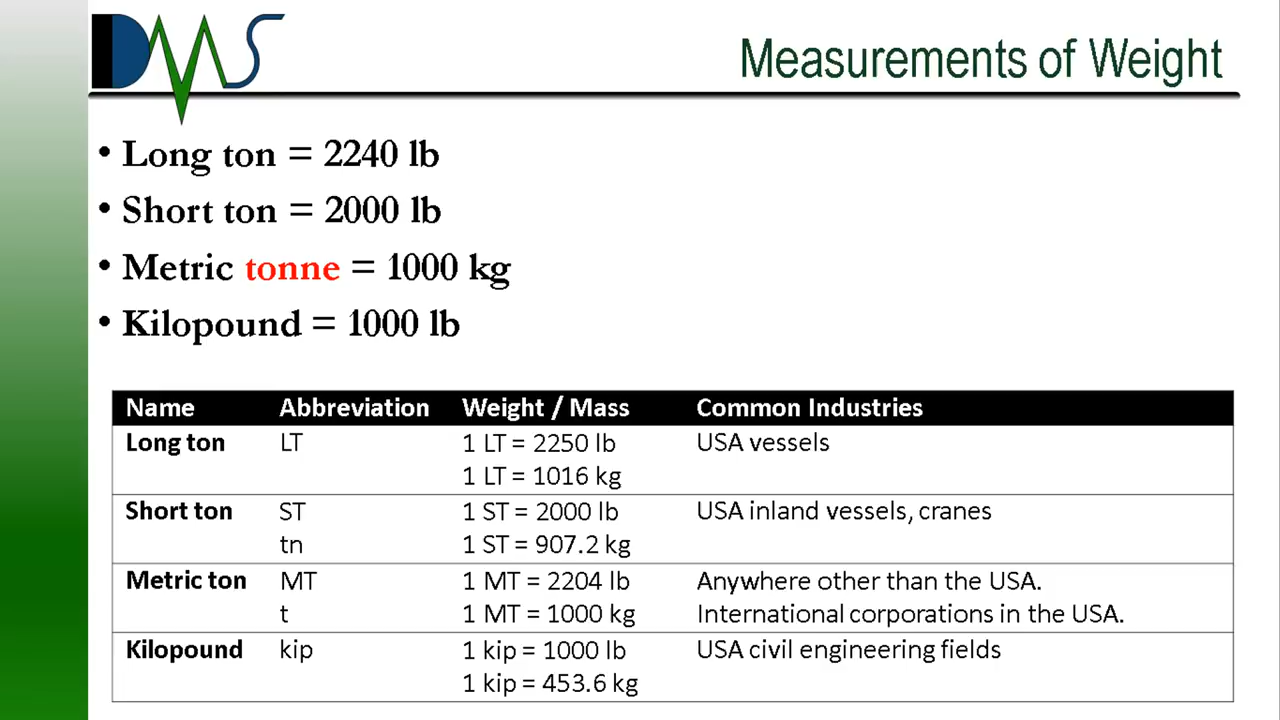 DMS
Measurements of Weight
• Long ton = 2240 lb
• Short ton = 2000 lb
• Metric tonne = 1000 kg
• Kilopound = 1000 lb
Name Abbreviation Weight / Mass Common Industries
Long ton LT 1 LT = 2250 lb USA vessels
1 LT = 1016 kg
Short ton ST 1 ST = 2000 lb USA inland vessels, cranes
tn 1 ST = 907.2 kg
Metric ton MT 1 MT = 2204 lb Anywhere other than the USA.
t 1 MT = 1000 kg International corporations in the USA.
Kilopound kip 1 kip = 1000 lb USA civil engineering fields
1 kip = 453.6 kg